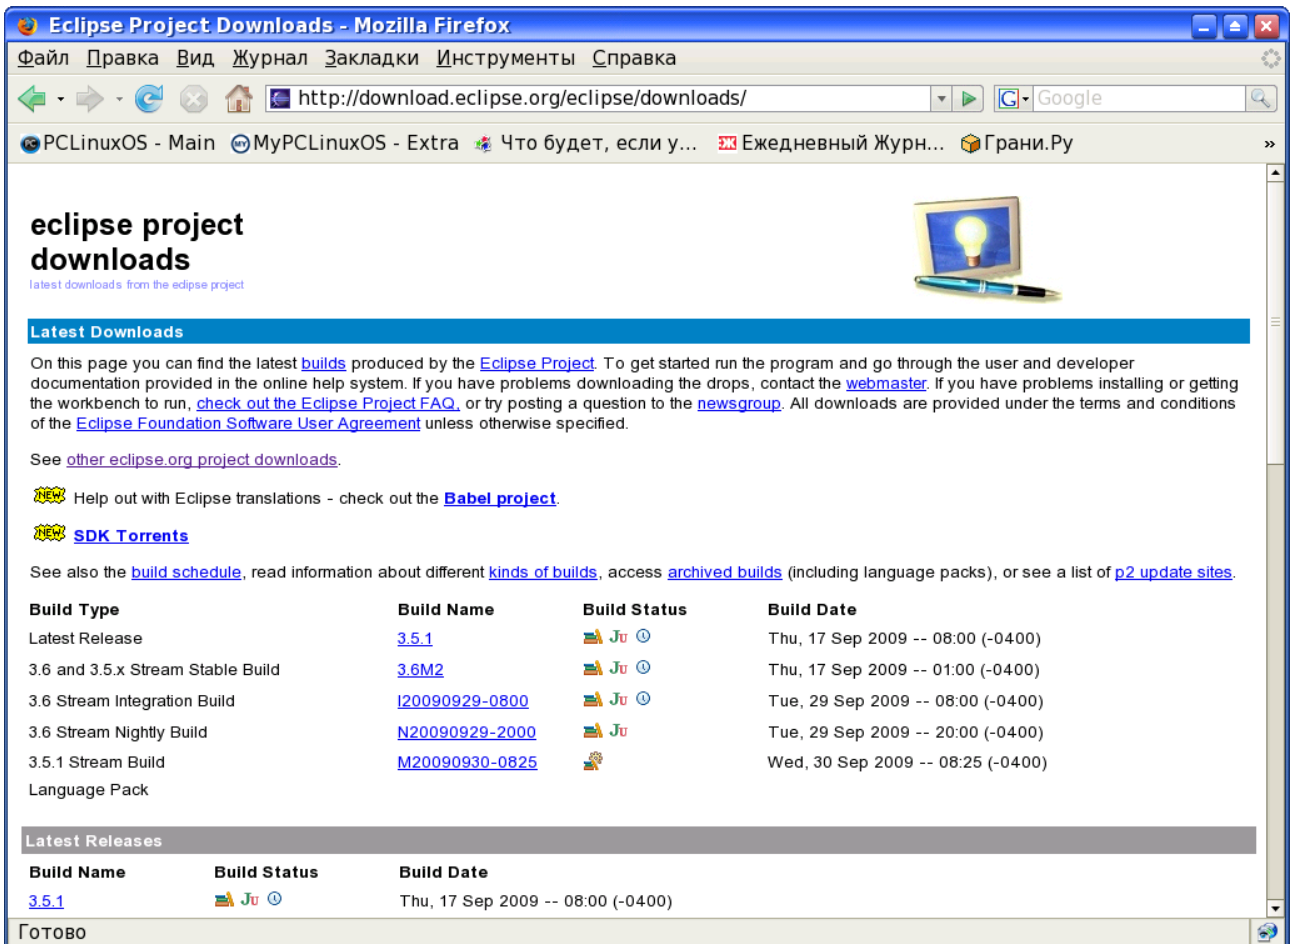 Eclipse Project Downloads - Mozilla Firefox
Файл Правка Вид Журнал Закладки Инструменты Справка
http://download.eclipse.org/eclipse/downloads/ G Google
PCLinuxOS - Main MyPCLinuxOS - Extra Что будет, если у... Ежедневный Журн... Грани.Ру »
eclipse project
downloads
latest downloads from the eclipse project
Latest Downloads
On this page you can find the latest builds produced by the Eclipse Project. To get started run the program and go through the user and developer
documentation provided in the online help system. If you have problems downloading the drops, contact the webmaster. If you have problems installing or getting
the workbench to run, check out the Eclipse Project FAQ, or try posting a question to the newsgroup. All downloads are provided under the terms and conditions
of the Eclipse Foundation Software User Agreement unless otherwise specified.
See other eclipse.org project downloads.
NEW Help out with Eclipse translations - check out the Babel project.
NEW SDK Torrents
See also the build schedule, read information about different kinds of builds, access archived builds (including language packs), or see a list of p2 update sites.
Build Type Build Name Build Status Build Date
Latest Release 3.5.1 Ju Thu, 17 Sep 2009 -- 08:00 (-0400)
3.6 and 3.5.x Stream Stable Build 3.6M2 Ju Thu, 17 Sep 2009 -- 01:00 (-0400)
3.6 Stream Integration Build I20090929-0800 Ju Tue, 29 Sep 2009 -- 08:00 (-0400)
3.6 Stream Nightly Build N20090929-2000 Ju Tue, 29 Sep 2009 -- 20:00 (-0400)
3.5.1 Stream Build M20090930-0825 Wed, 30 Sep 2009 -- 08:25 (-0400)
Language Pack
Latest Releases
Build Name Build Status Build Date
3.5.1 Ju Thu, 17 Sep 2009 -- 08:00 (-0400)
Готово